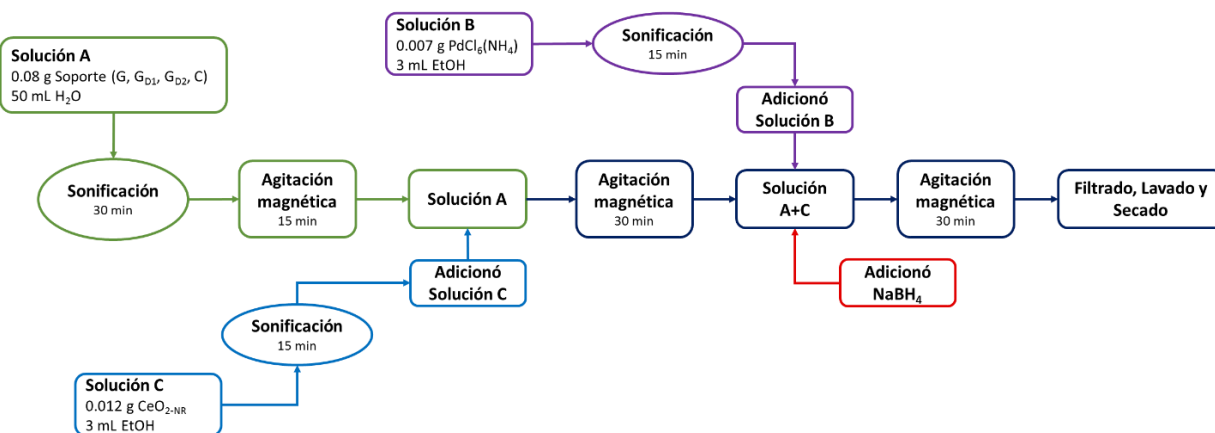 Solución A
0.08 g Soporte (G, G_D1, G_D2, C)
50 mL H₂O
Sonificación
30 min
Agitación
magnética
15 min
Solución A
Solución C
0.012 g CeO₂₋NR
3 mL EtOH
Sonificación
15 min
Adicionó
Solución C
Agitación
magnética
30 min
Solución B
0.007 g PdCl₆(NH₄)
3 mL EtOH
Sonificación
15 min
Adicionó
Solución B
Solución
A+C
Adicionó
NaBH₄
Agitación
magnética
30 min
Filtrado, Lavado y
Secado